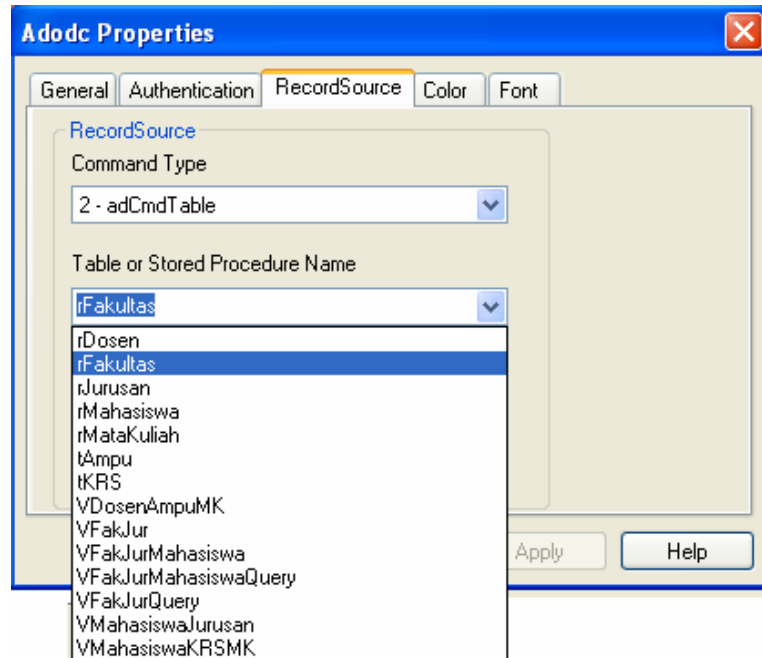 Adodc Properties
General Authentication RecordSource Color Font
RecordSource
Command Type
2 - adCmdTable
Table or Stored Procedure Name
rFakultas
rDosen
rFakultas
rJurusan
rMahasiswa
rMataKuliah
tAmpu
tKRS
VDosenAmpuMK
VFakJur
VFakJurMahasiswa
VFakJurMahasiswaQuery
VFakJurQuery
VMahasiswaJurusan
VMahasiswaKRSMK
Apply Help